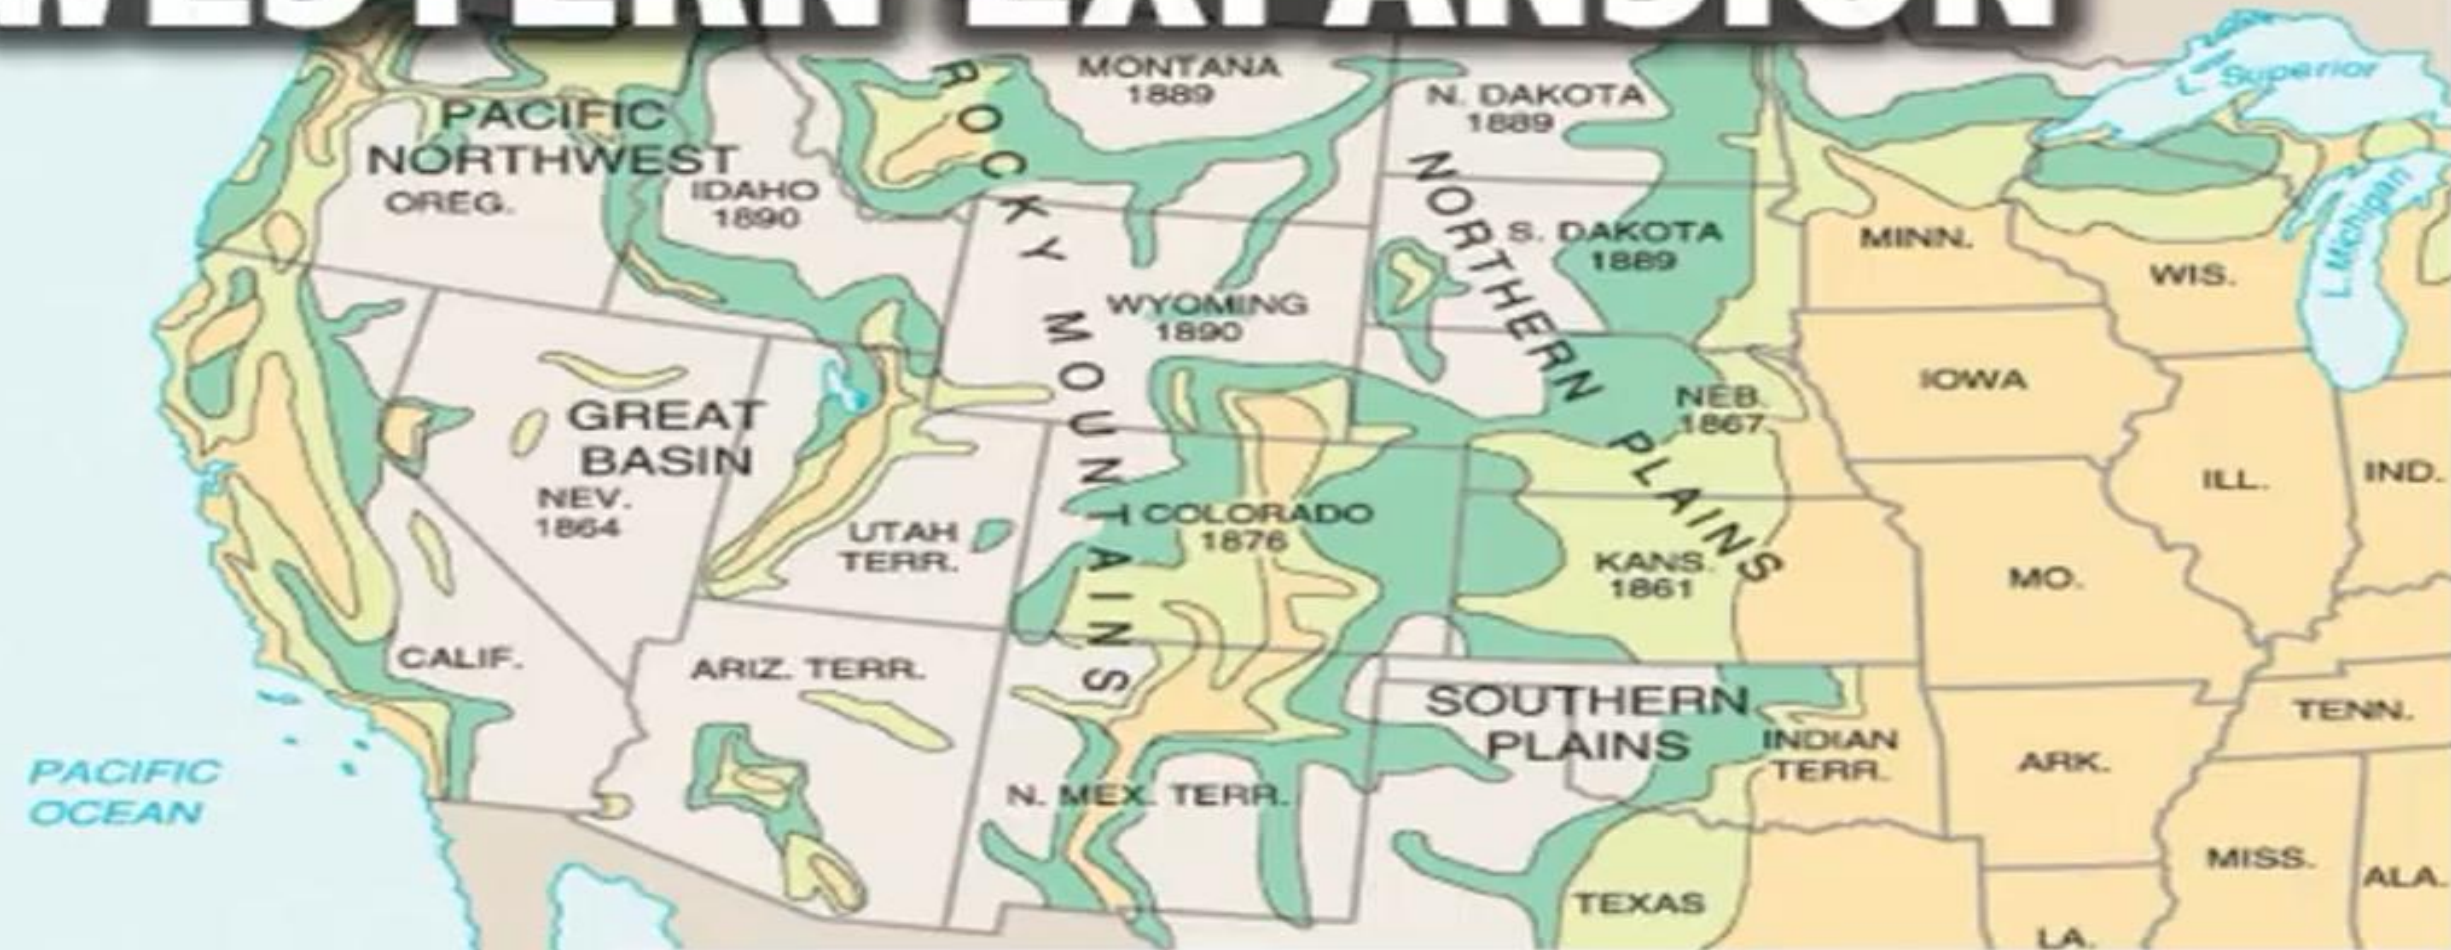 WESTERN EXPANSION
L. Superior
MONTANA
1889
N. DAKOTA
1889
PACIFIC
NORTHWEST
OREG.
IDAHO
1890
ROCKY MOUNTAINS
NORTHERN PLAINS
S. DAKOTA
1889
MINN.
WIS.
L. Michigan
WYOMING
1890
GREAT
BASIN
NEV.
1864
NEB.
1867
IOWA
ILL.
IND.
UTAH
TERR.
COLORADO
1876
KANS.
1861
MO.
CALIF.
ARIZ. TERR.
SOUTHERN
PLAINS
INDIAN
TERR.
TENN.
ARK.
PACIFIC
OCEAN
N. MEX. TERR.
MISS.
ALA.
TEXAS
LA.